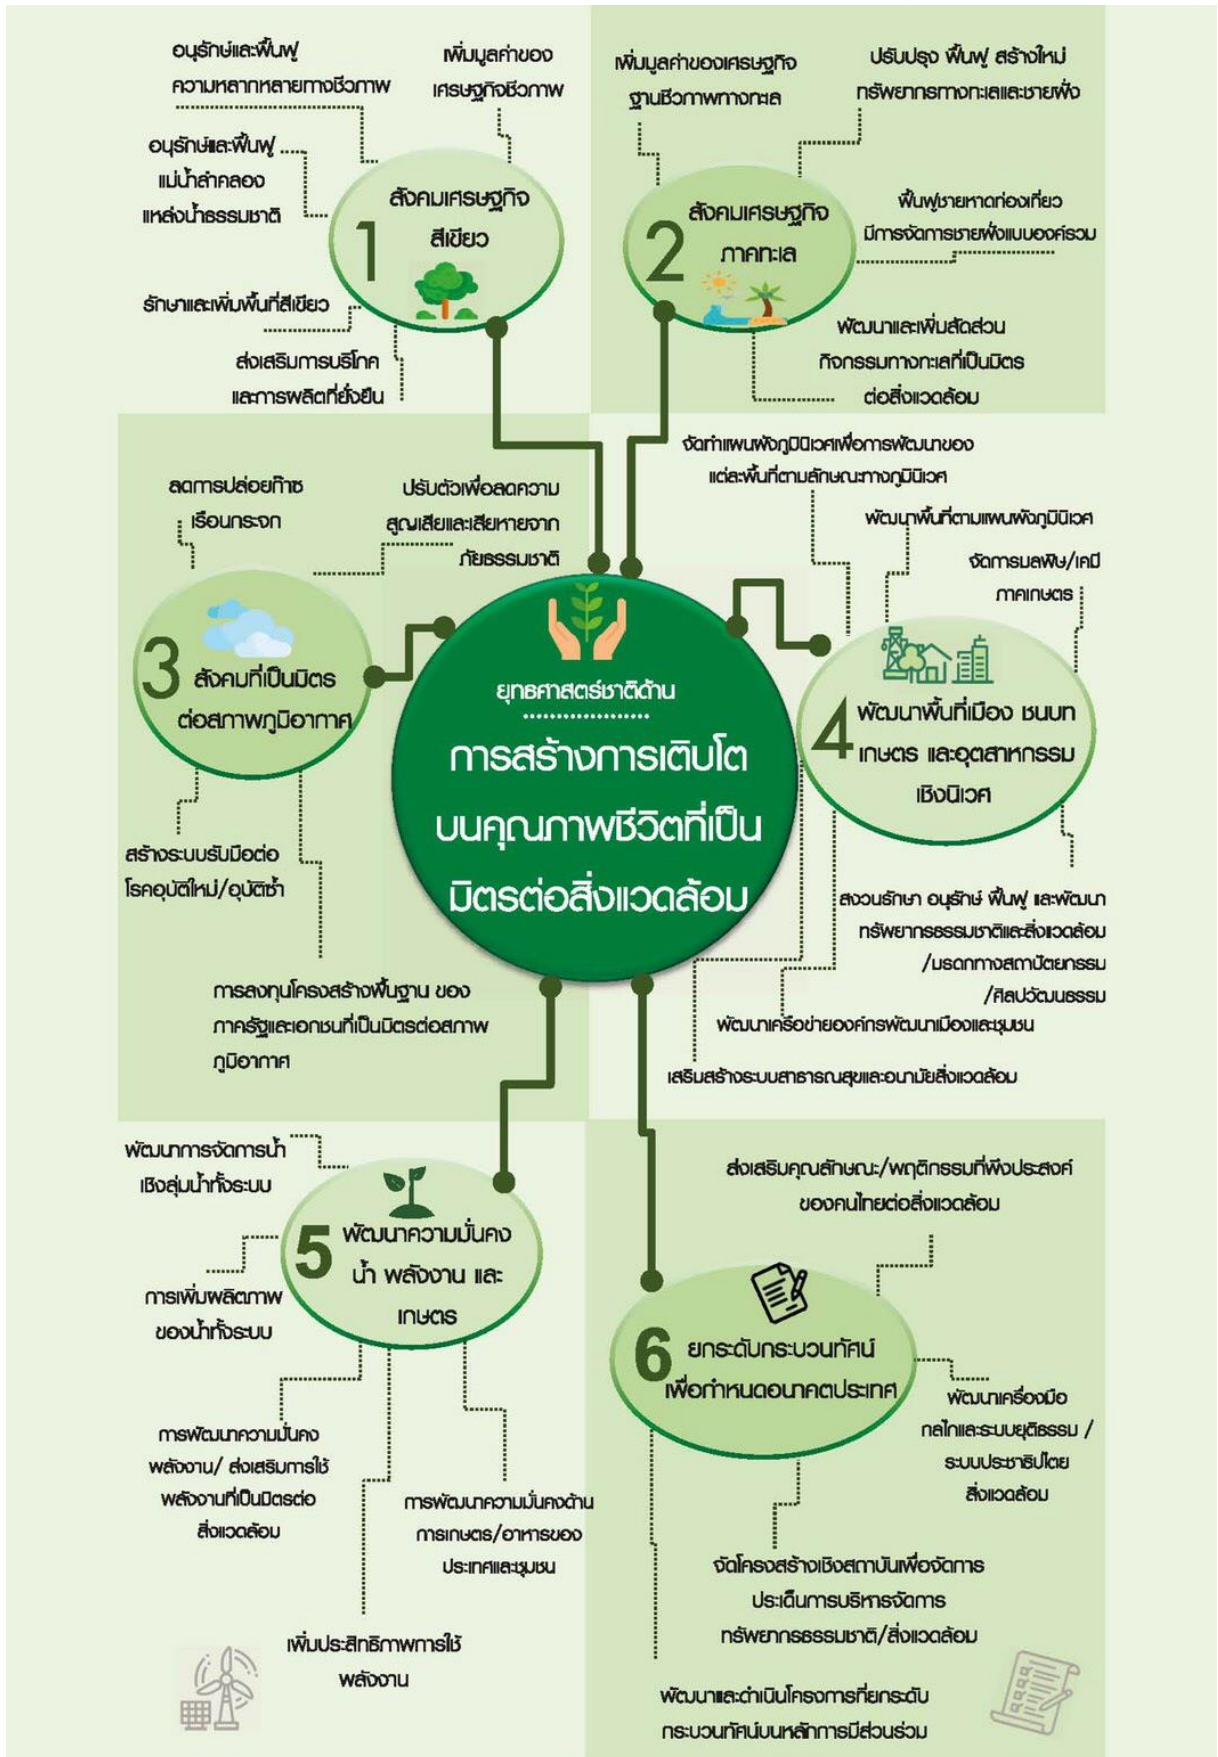 อนุรักษ์และฟื้นฟู
ความหลากหลายทางชีวภาพ
เพิ่มมูลค่าของ
เศรษฐกิจชีวภาพ
อนุรักษ์และฟื้นฟู
แม่น้ำลำคลอง
แหล่งน้ำธรรมชาติ
1
สังคมเศรษฐกิจ
สีเขียว
รักษาและเพิ่มพื้นที่สีเขียว
ส่งเสริมการบริโภค
และการผลิตที่ยั่งยืน
เพิ่มมูลค่าของเศรษฐกิจ
ฐานชีวภาพทางทะเล
ปรับปรุง ฟื้นฟู สร้างใหม่
ทรัพยากรทางทะเลและชายฝั่ง
2
สังคมเศรษฐกิจ
ภาคทะเล
ฟื้นฟูชายหาดท่องเที่ยว
มีการจัดการชายฝั่งแบบองค์รวม
พัฒนาและเพิ่มสัดส่วน
กิจกรรมทางทะเลที่เป็นมิตร
ต่อสิ่งแวดล้อม
ลดการปล่อยก๊าซ
เรือนกระจก
ปรับตัวเพื่อลดความ
สูญเสียและเสียหายจาก
ภัยธรรมชาติ
3
สังคมที่เป็นมิตร
ต่อสภาพภูมิอากาศ
สร้างระบบรับมือต่อ
โรคอุบัติใหม่/อุบัติซ้ำ
การลงทุนโครงสร้างพื้นฐาน ของ
ภาครัฐและเอกชนที่เป็นมิตรต่อสภาพ
ภูมิอากาศ
ยุทธศาสตร์ชาติด้าน
การสร้างการเติบโต
บนคุณภาพชีวิตที่เป็น
มิตรต่อสิ่งแวดล้อม
จัดทำแผนผังภูมินิเวศเพื่อการพัฒนาของ
แต่ละพื้นที่ตามลักษณะทางภูมินิเวศ
พัฒนาพื้นที่ตามแผนผังภูมินิเวศ
จัดการมลพิษ/เคมี
ภาคเกษตร
4
พัฒนาพื้นที่เมือง ชนบท
เกษตร และอุตสาหกรรม
เชิงนิเวศ
สงวนรักษา อนุรักษ์ ฟื้นฟู และพัฒนา
ทรัพยากรธรรมชาติและสิ่งแวดล้อม
/มรดกทางสถาปัตยกรรม
/ศิลปวัฒนธรรม
พัฒนาเครือข่ายองค์กรพัฒนาเมืองและชุมชน
เสริมสร้างระบบสาธารณสุขและอนามัยสิ่งแวดล้อม
พัฒนาการจัดการน้ำ
เชิงลุ่มน้ำทั้งระบบ
5
พัฒนาความมั่นคง
น้ำ พลังงาน และ
เกษตร
การเพิ่มผลิตภาพ
ของน้ำทั้งระบบ
การพัฒนาความมั่นคง
พลังงาน/ ส่งเสริมการใช้
พลังงานที่เป็นมิตรต่อ
สิ่งแวดล้อม
การพัฒนาความมั่นคงด้าน
การเกษตร/อาหารของ
ประเทศและชุมชน
เพิ่มประสิทธิภาพการใช้
พลังงาน
ส่งเสริมคุณลักษณะ/พฤติกรรมที่พึงประสงค์
ของคนไทยต่อสิ่งแวดล้อม
6
ยกระดับกระบวนทัศน์
เพื่อกำหนดอนาคตประเทศ
พัฒนาเครื่องมือ
กลไกและระบบยุติธรรม /
ระบบประชาธิปไตย
สิ่งแวดล้อม
จัดโครงสร้างเชิงสถาบันเพื่อจัดการ
ประเด็นการบริหารจัดการ
ทรัพยากรธรรมชาติ/สิ่งแวดล้อม
พัฒนาและดำเนินโครงการที่ยกระดับ
กระบวนทัศน์บนหลักการมีส่วนร่วม